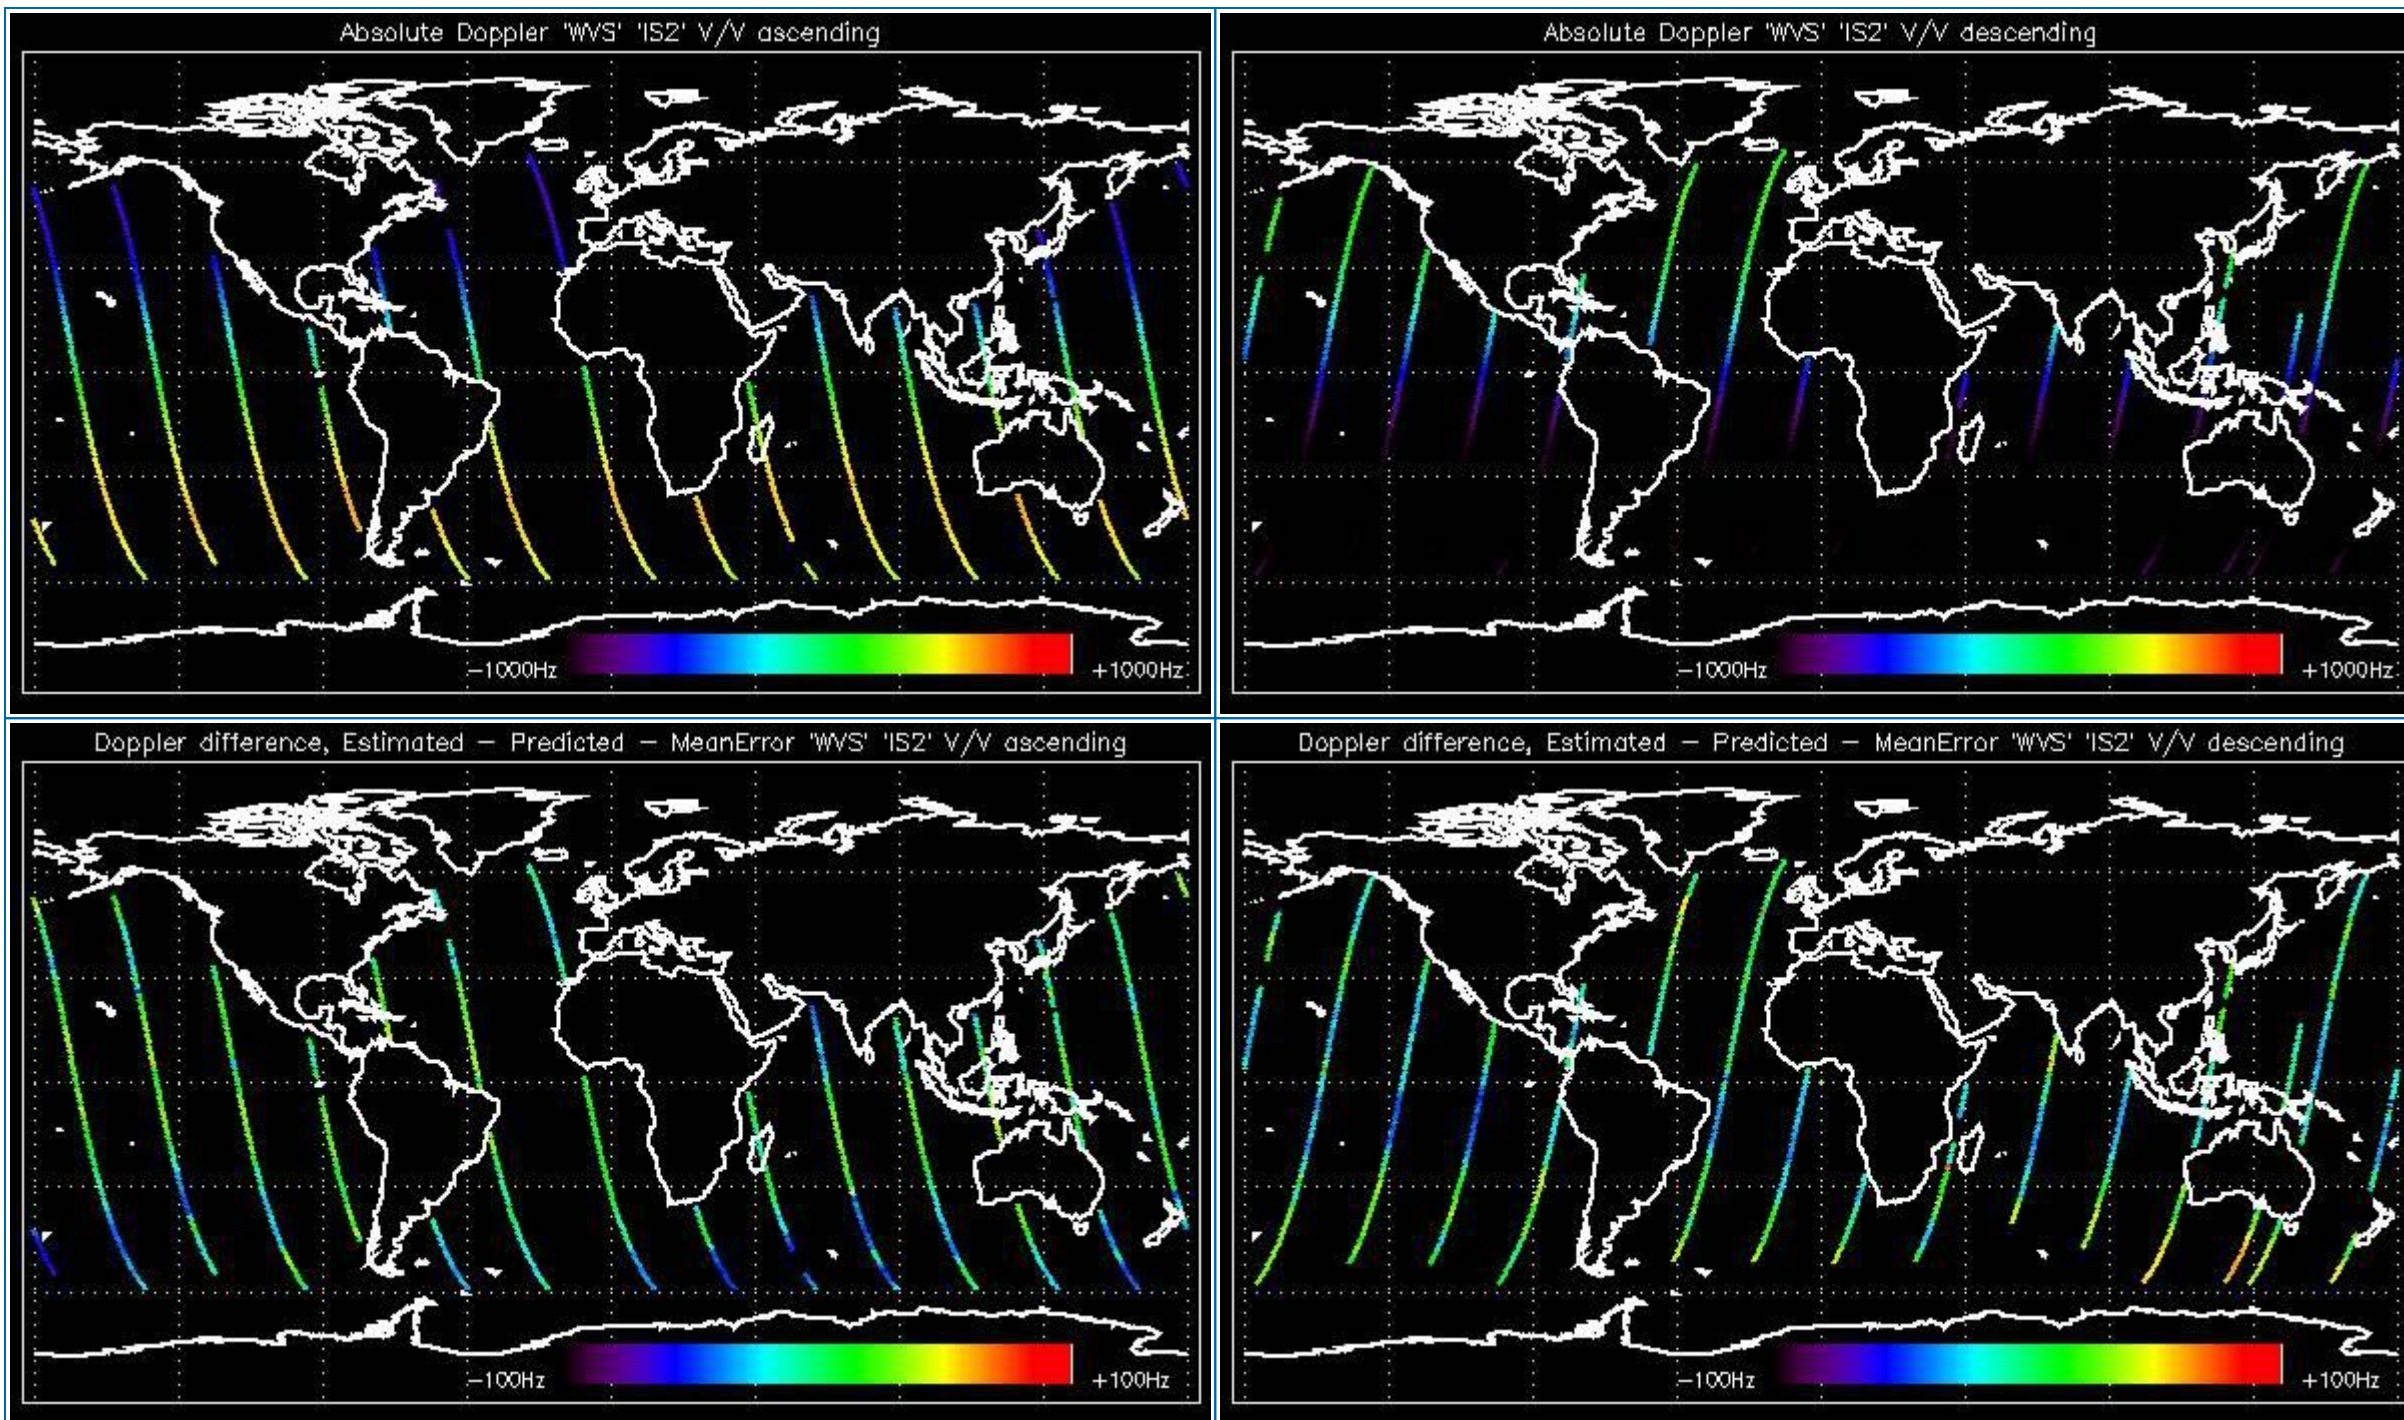 Absolute Doppler 'WVS' 'IS2' V/V ascending
-1000Hz
+1000Hz
Absolute Doppler 'WVS' 'IS2' V/V descending
-1000Hz
+1000Hz
Doppler difference, Estimated - Predicted - MeanError 'WVS' 'IS2' V/V ascending
-100Hz
+100Hz
Doppler difference, Estimated - Predicted - MeanError 'WVS' 'IS2' V/V descending
-100Hz
+100Hz